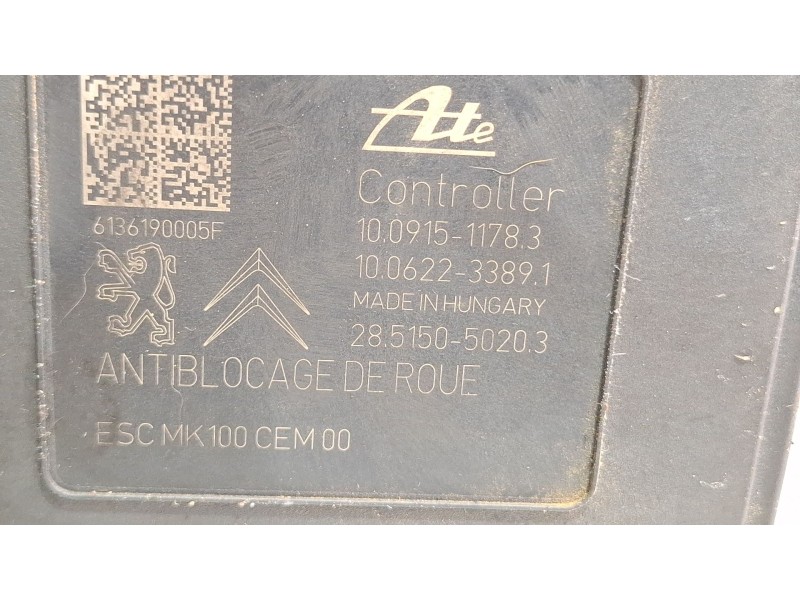 Ate
Controller
6136190005F
10.0915-1178.3
10.0622-3389.1
MADE IN HUNGARY
28.5150-5020.3
ANTIBLOCAGE DE ROUE
ESC MK100 CEM 00